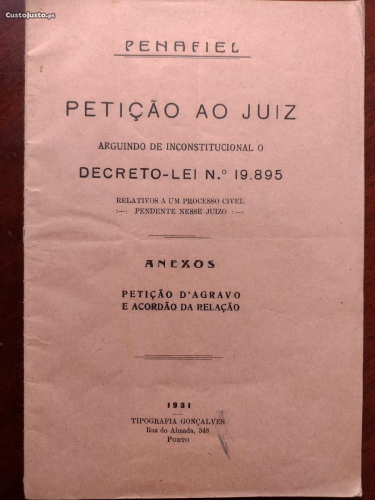 CustoJusto.pt
PENAFIEL
PETIÇÃO AO JUIZ
ARGUINDO DE INCONSTITUCIONAL O
DECRETO-LEI N.º 19.895
RELATIVOS A UM PROCESSO CIVEL
:—: PENDENTE NESSE JUIZO :—:
ANEXOS
PETIÇÃO D'AGRAVO
E ACORDÃO DA RELAÇÃO
1931
TIPOGRAFIA GONÇALVES
Rua do Almada, 348
PORTO